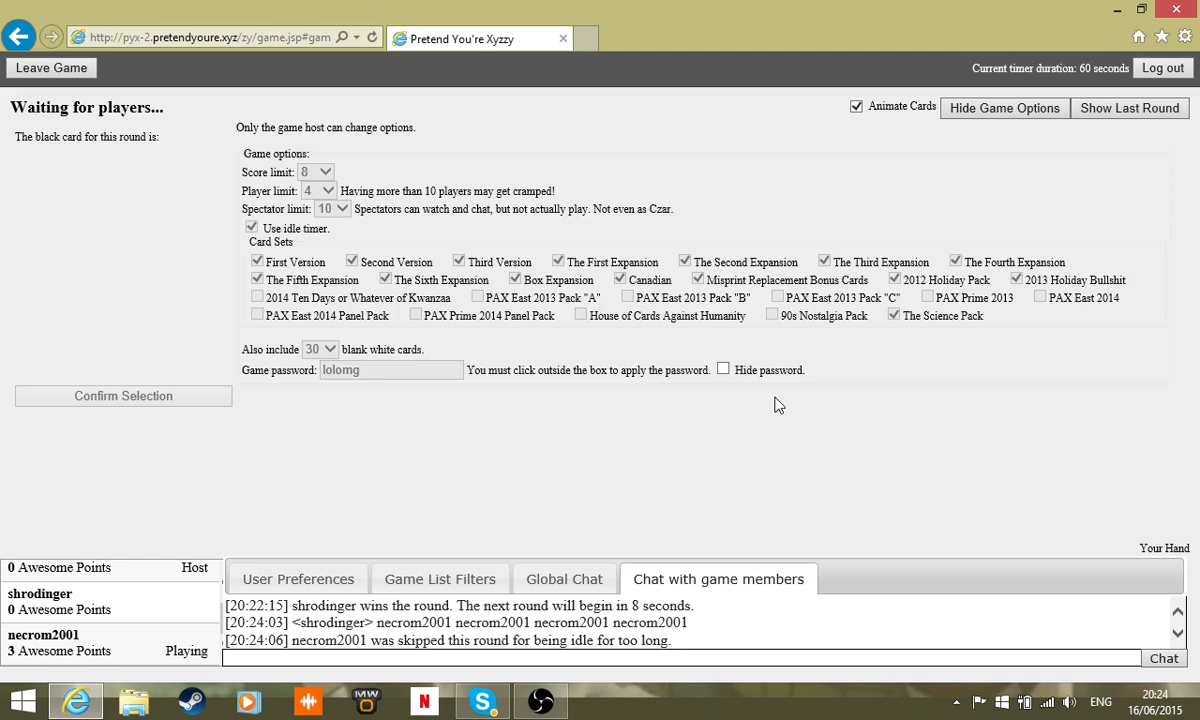 http://pyx-2.pretendyoure.xyz/zy/game.jsp#gam
Pretend You're Xyzzy
Leave Game
Current timer duration: 60 seconds
Log out
Waiting for players...
Animate Cards
Hide Game Options
Show Last Round
The black card for this round is:
Only the game host can change options.
Game options:
Score limit: 8
Player limit: 4 Having more than 10 players may get cramped!
Spectator limit: 10 Spectators can watch and chat, but not actually play. Not even as Czar.
Use idle timer.
Card Sets
First Version Second Version Third Version The First Expansion The Second Expansion The Third Expansion The Fourth Expansion
The Fifth Expansion The Sixth Expansion Box Expansion Canadian Misprint Replacement Bonus Cards 2012 Holiday Pack 2013 Holiday Bullshit
2014 Ten Days or Whatever of Kwanzaa PAX East 2013 Pack "A" PAX East 2013 Pack "B" PAX East 2013 Pack "C" PAX Prime 2013 PAX East 2014
PAX East 2014 Panel Pack PAX Prime 2014 Panel Pack House of Cards Against Humanity 90s Nostalgia Pack The Science Pack
Also include 30 blank white cards.
Game password: lolomg You must click outside the box to apply the password. Hide password.
Confirm Selection
Your Hand
0 Awesome Points Host
shrodinger
0 Awesome Points
necrom2001
3 Awesome Points Playing
User Preferences
Game List Filters
Global Chat
Chat with game members
[20:22:15] shrodinger wins the round. The next round will begin in 8 seconds.
[20:24:03] <shrodinger> necrom2001 necrom2001 necrom2001 necrom2001
[20:24:06] necrom2001 was skipped this round for being idle for too long.
Chat
MW
N
S
ENG
20:24
16/06/2015